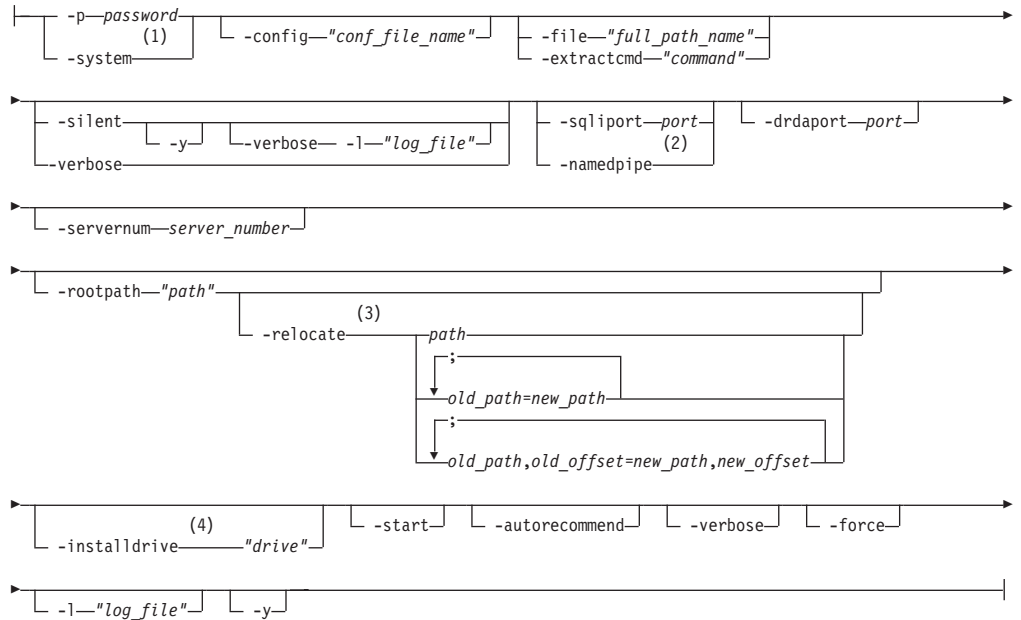 -p password
(1)
-system
-config "conf_file_name"
-file "full_path_name"
-extractcmd "command"
-silent
-y
-verbose -l "log_file"
-verbose
-sqliport port
(2)
-namedpipe
-drdaport port
-servernum server_number
-rootpath "path"
(3)
-relocate path
;
old_path=new_path
;
old_path,old_offset=new_path,new_offset
(4)
-installdrive "drive"
-start
-autorecommend
-verbose
-force
-l "log_file"
-y